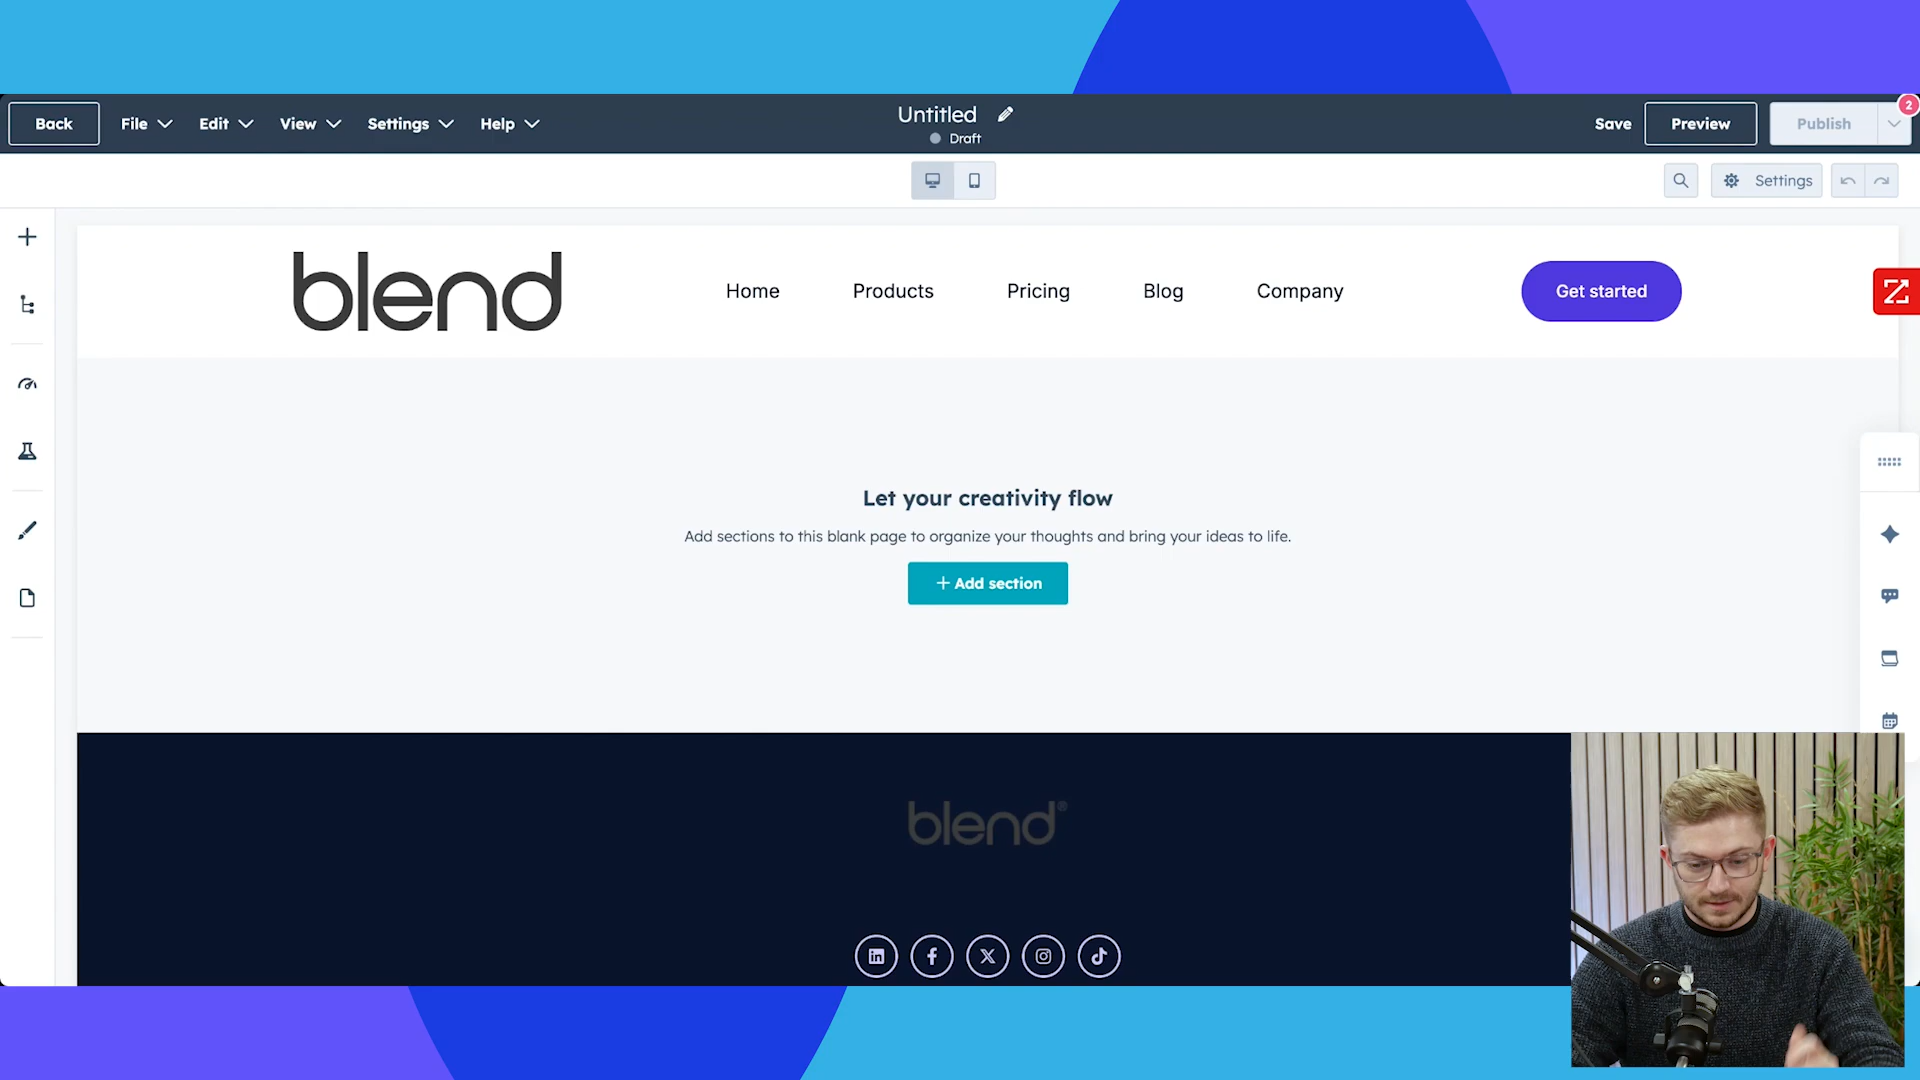 Back File Edit View Settings Help
Untitled
Draft
Save Preview Publish 2
Settings
blend Home Products Pricing Blog Company Get started
Let your creativity flow
Add sections to this blank page to organize your thoughts and bring your ideas to life.
+ Add section
blend®